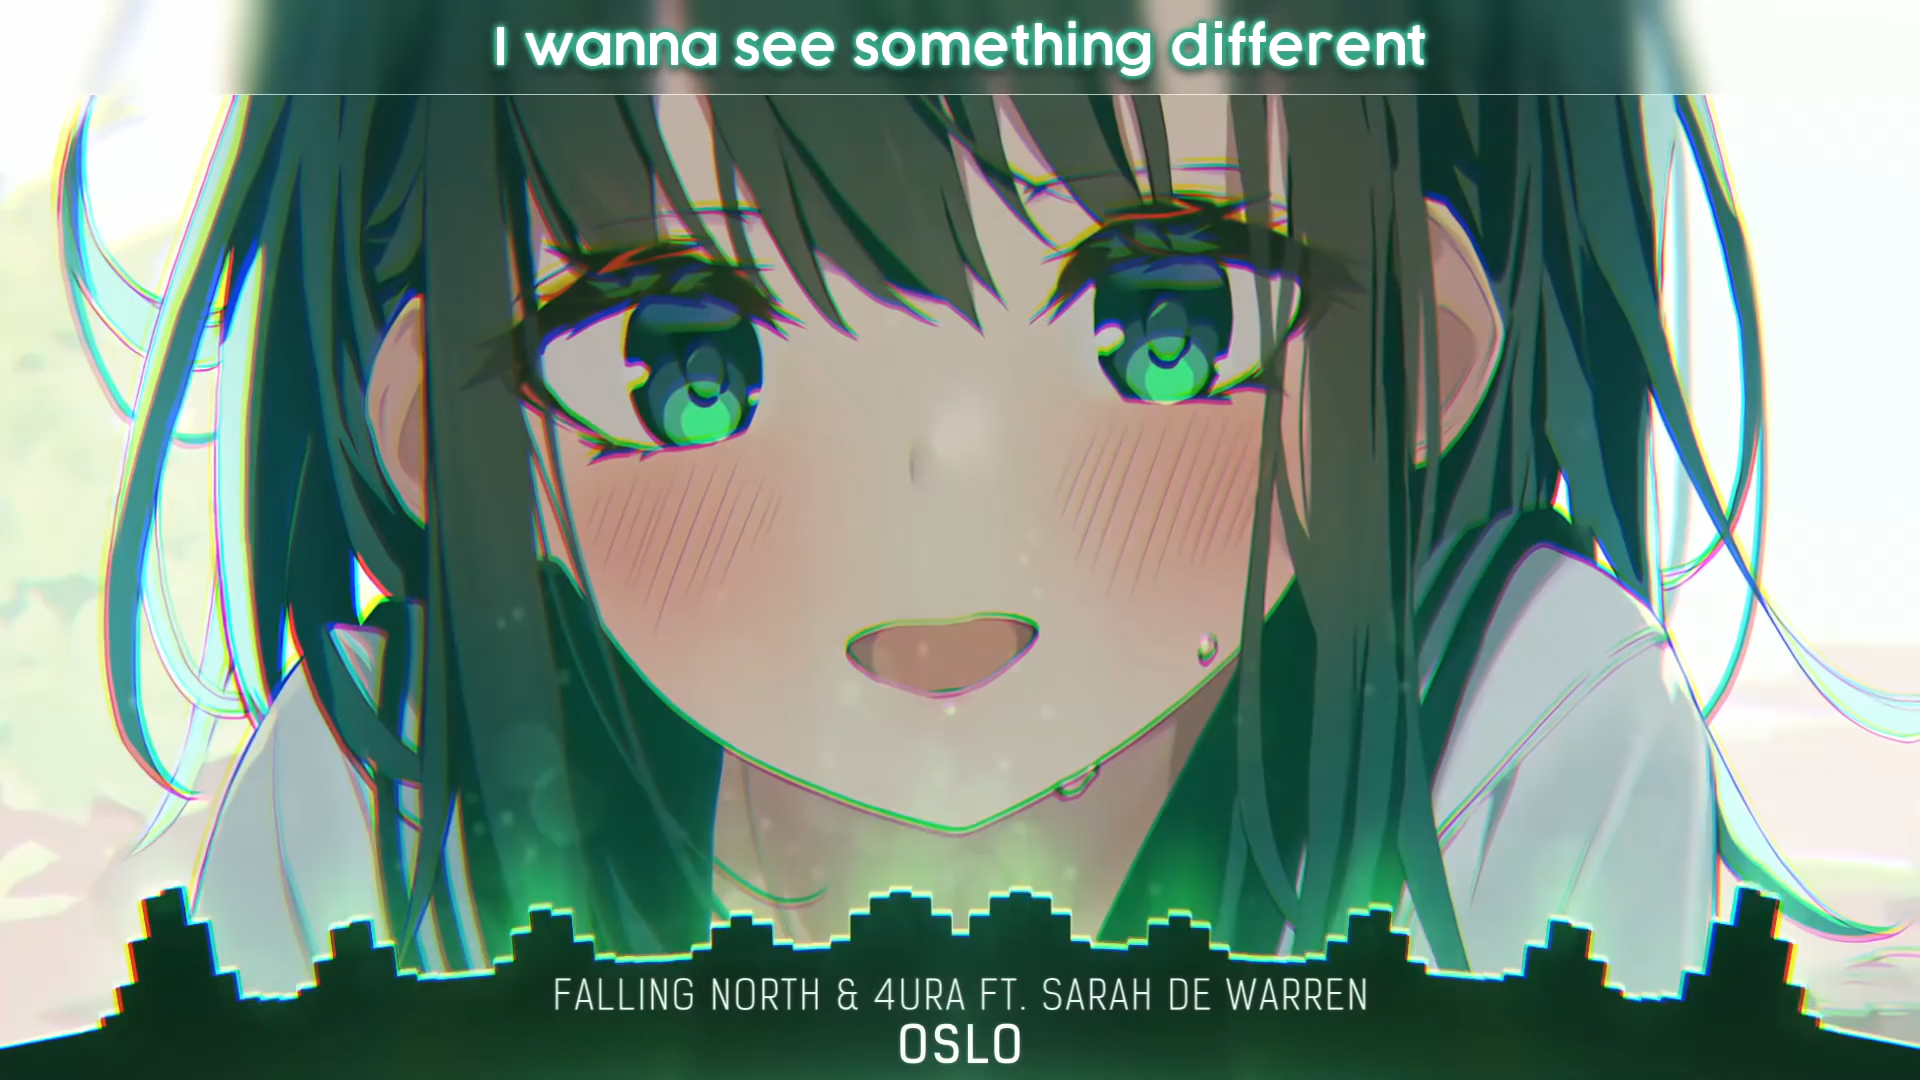 I wanna see something different
FALLING NORTH & 4URA FT. SARAH DE WARREN
OSLO